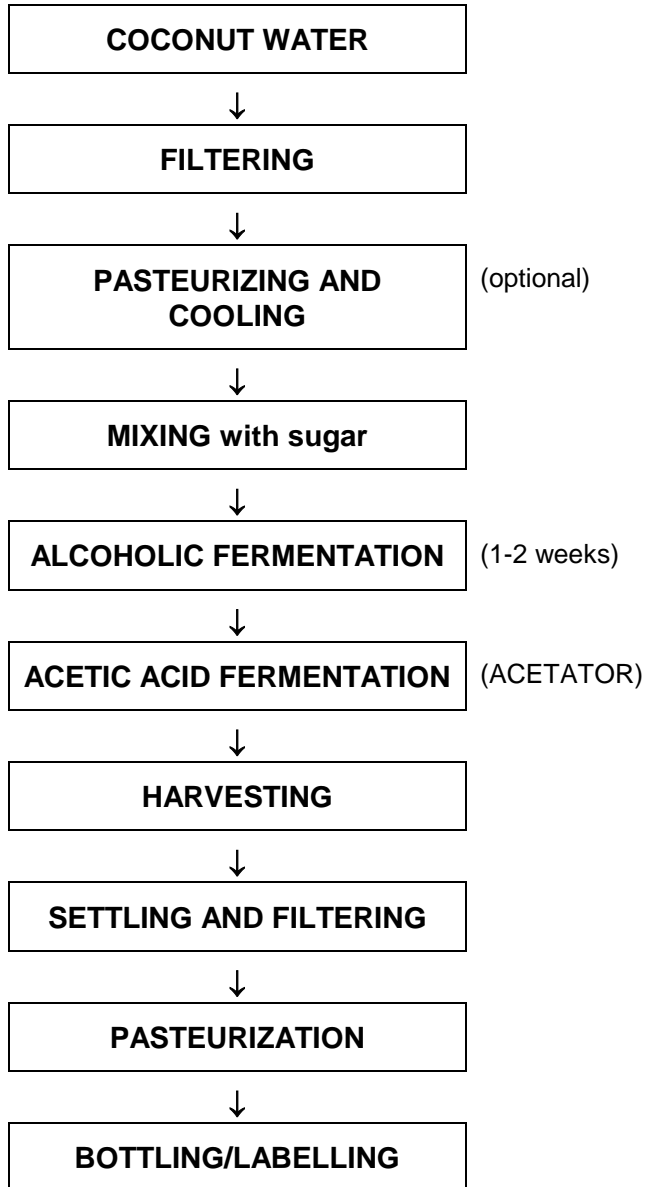 COCONUT WATER
↓
FILTERING
↓
PASTEURIZING AND (optional)
COOLING
↓
MIXING with sugar
↓
ALCOHOLIC FERMENTATION (1-2 weeks)
↓
ACETIC ACID FERMENTATION (ACETATOR)
↓
HARVESTING
↓
SETTLING AND FILTERING
↓
PASTEURIZATION
↓
BOTTLING/LABELLING